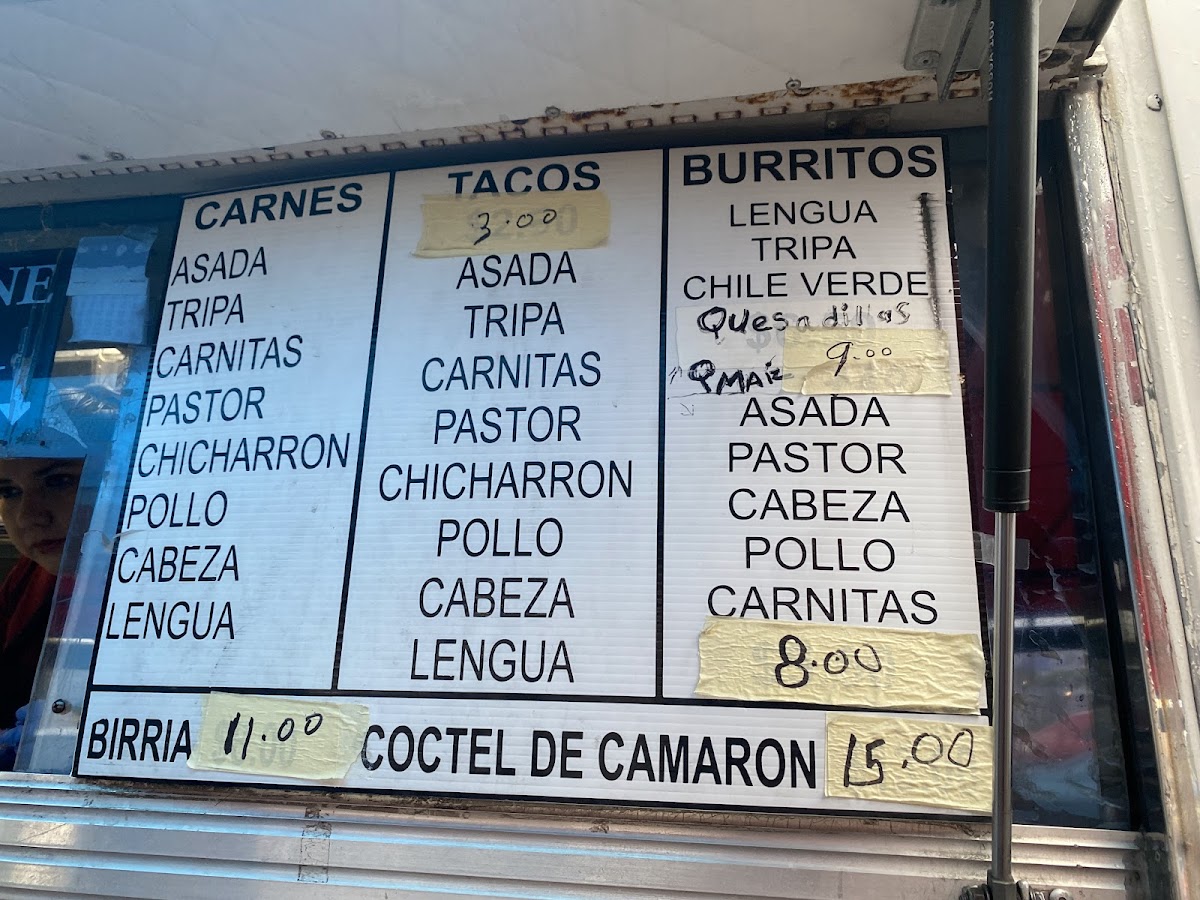 NE
CARNES
ASADA
TRIPA
CARNITAS
PASTOR
CHICHARRON
POLLO
CABEZA
LENGUA
TACOS
3.00
ASADA
TRIPA
CARNITAS
PASTOR
CHICHARRON
POLLO
CABEZA
LENGUA
BURRITOS
LENGUA
TRIPA
CHILE VERDE
Quesadillas
9.00
ASADA
PASTOR
CABEZA
POLLO
CARNITAS
8.00
BIRRIA 11.00 COCTEL DE CAMARON 15.00